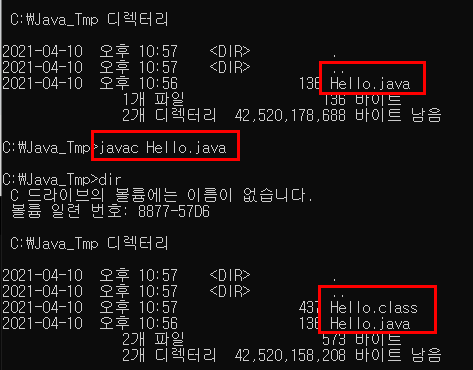 C:\Java_Tmp 디렉터리
2021-04-10 오후 10:57 <DIR> .
2021-04-10 오후 10:57 <DIR> ..
2021-04-10 오후 10:56 136 Hello.java
1개 파일 136 바이트
2개 디렉터리 42,520,178,688 바이트 남음
C:\Java_Tmp>javac Hello.java
C:\Java_Tmp>dir
C 드라이브의 볼륨에는 이름이 없습니다.
볼륨 일련 번호: 8877-57D6
C:\Java_Tmp 디렉터리
2021-04-10 오후 10:57 <DIR> .
2021-04-10 오후 10:57 <DIR> ..
2021-04-10 오후 10:57 437 Hello.class
2021-04-10 오후 10:56 136 Hello.java
2개 파일 573 바이트
2개 디렉터리 42,520,158,208 바이트 남음